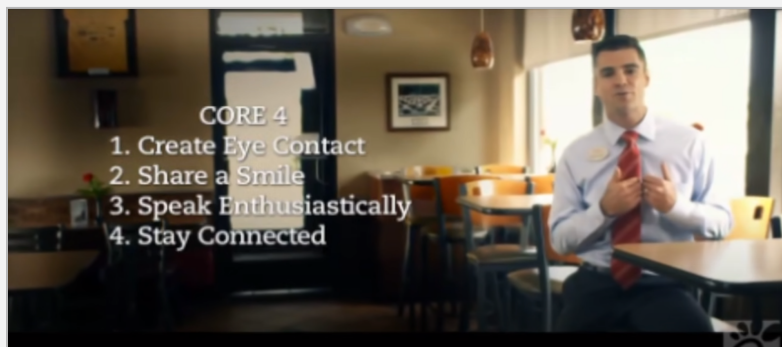 CORE 4
1. Create Eye Contact
2. Share a Smile
3. Speak Enthusiastically
4. Stay Connected